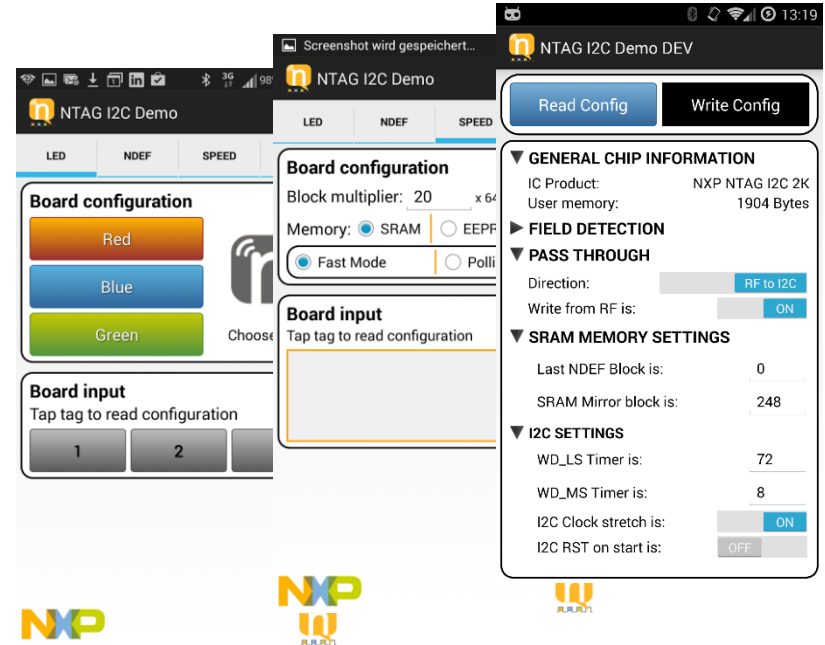 3G
98
NTAG I2C Demo
LED NDEF SPEED
Board configuration
Red
Blue
Green
Choose
Board input
Tap tag to read configuration
1 2
NXP
Screenshot wird gespeichert...
NTAG I2C Demo
LED NDEF SPEED
Board configuration
Block multiplier: 20 x 64
Memory: SRAM EEPR
Fast Mode Polli
Board input
Tap tag to read configuration
NXP
13:19
NTAG I2C Demo DEV
Read Config Write Config
GENERAL CHIP INFORMATION
IC Product: NXP NTAG I2C 2K
User memory: 1904 Bytes
FIELD DETECTION
PASS THROUGH
Direction: RF to I2C
Write from RF is: ON
SRAM MEMORY SETTINGS
Last NDEF Block is: 0
SRAM Mirror block is: 248
I2C SETTINGS
WD_LS Timer is: 72
WD_MS Timer is: 8
I2C Clock stretch is: ON
I2C RST on start is: OFF